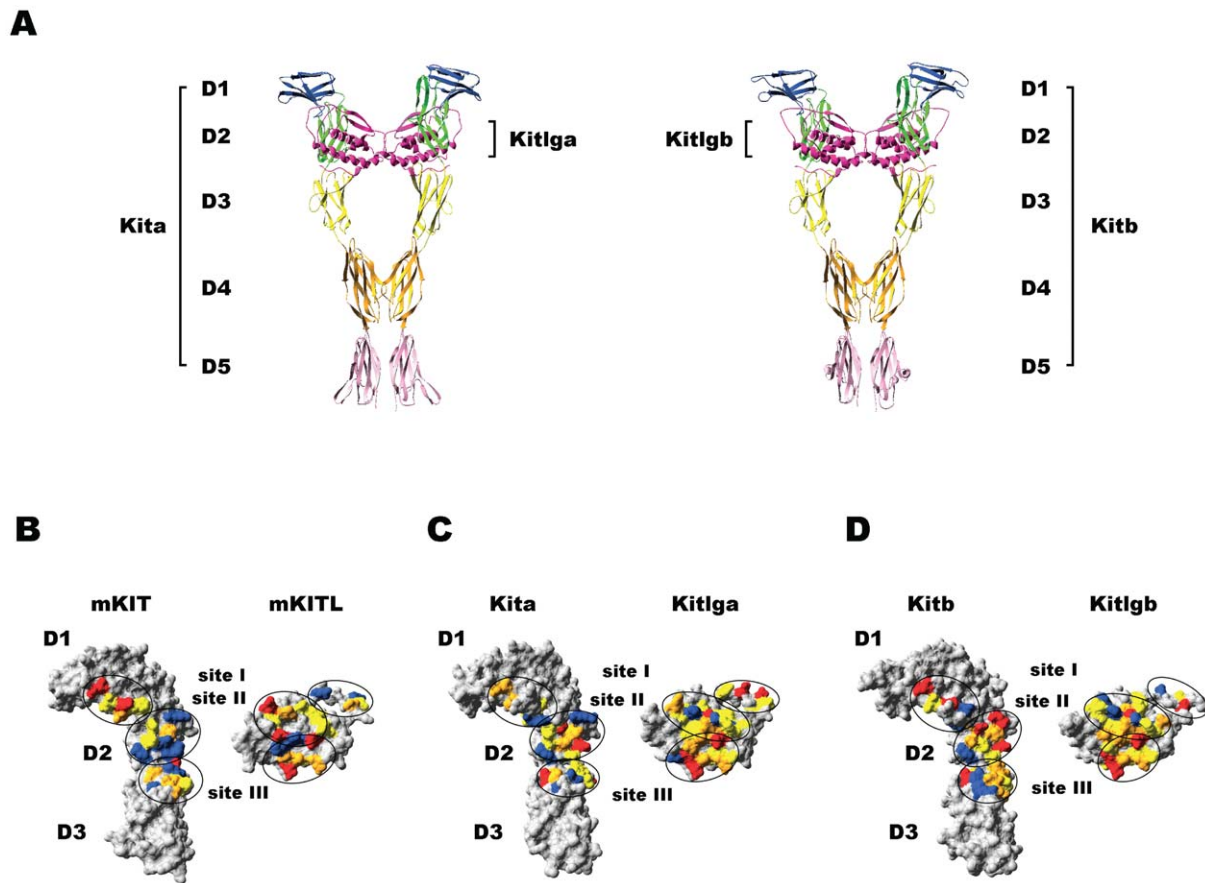 A
D1
D2
D3
D4
D5
Kita
Kitlga
Kitlgb
D1
D2
D3
D4
D5
Kitb
B
mKIT
mKITL
D1
D2
D3
site I
site II
site III
C
Kita
Kitlga
D1
D2
D3
site I
site II
site III
D
Kitb
Kitlgb
D1
D2
D3
site I
site II
site III